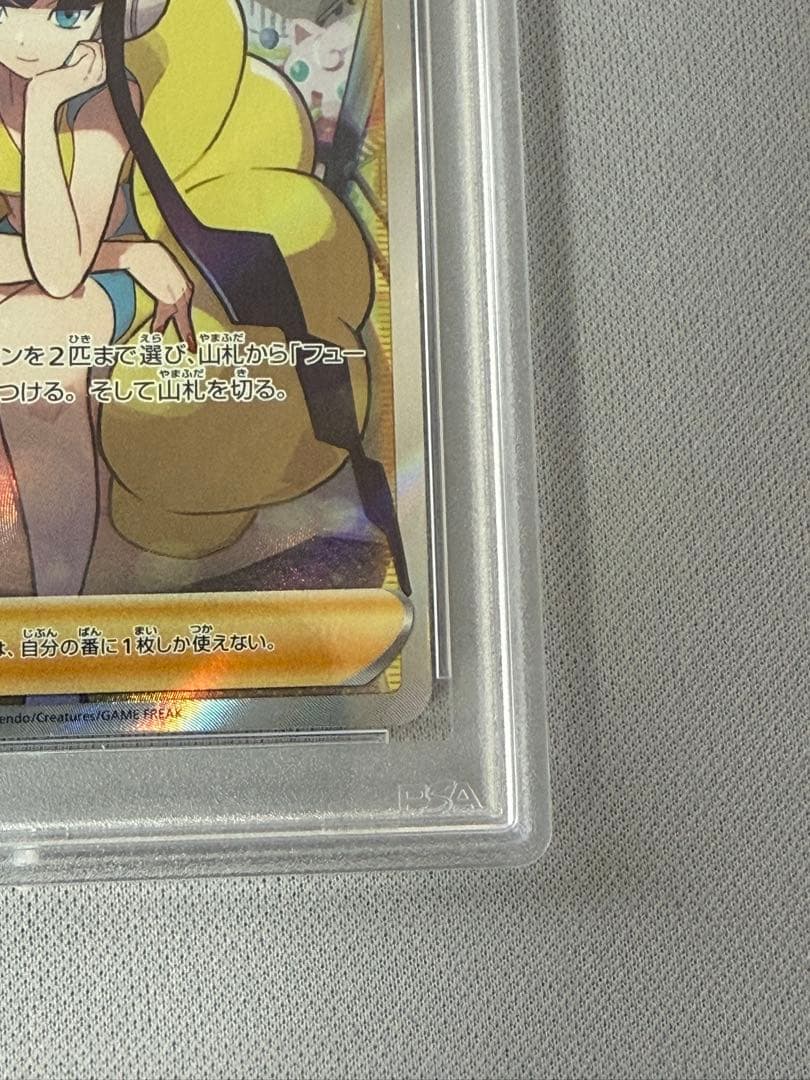 ンを2匹まで選び、山札から「フュー
つける。そして山札を切る。
、自分の番に1枚しか使えない。
endo/Creatures/GAME FREAK
PSA